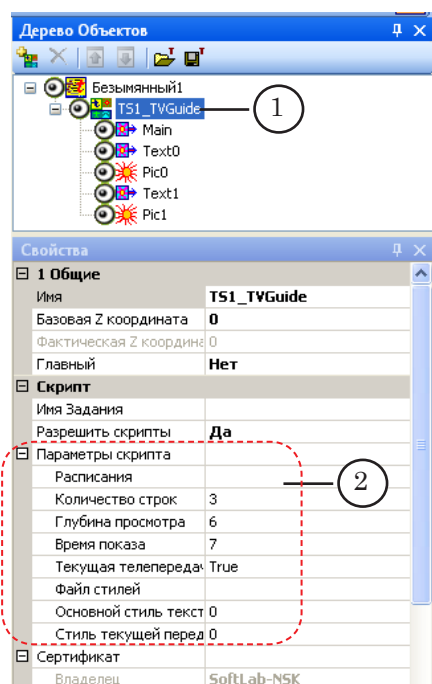 Дерево Объектов
Безымянный1
TS1_TVGuide
1
Main
Text0
Pic0
Text1
Pic1
Свойства
1 Общие
Имя TS1_TVGuide
Базовая Z координата 0
Фактическая Z координа 0
Главный Нет
Скрипт
Имя Задания
Разрешить скрипты Да
Параметры скрипта
Расписания 2
Количество строк 3
Глубина просмотра 6
Время показа 7
Текущая телепередач True
Файл стилей
Основной стиль текст 0
Стиль текущей перед 0
Сертификат
Владелец SoftLab-NSK